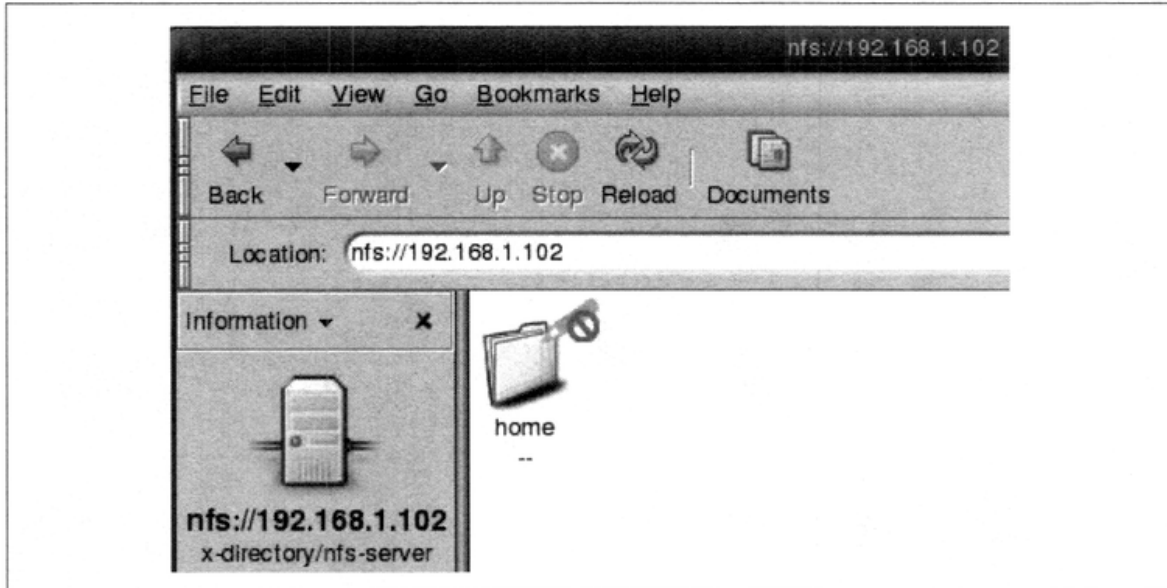 nfs://192.168.1.102
File Edit View Go Bookmarks Help
Back Forward Up Stop Reload Documents
Location: nfs://192.168.1.102
Information
home
--
nfs://192.168.1.102
x-directory/nfs-server